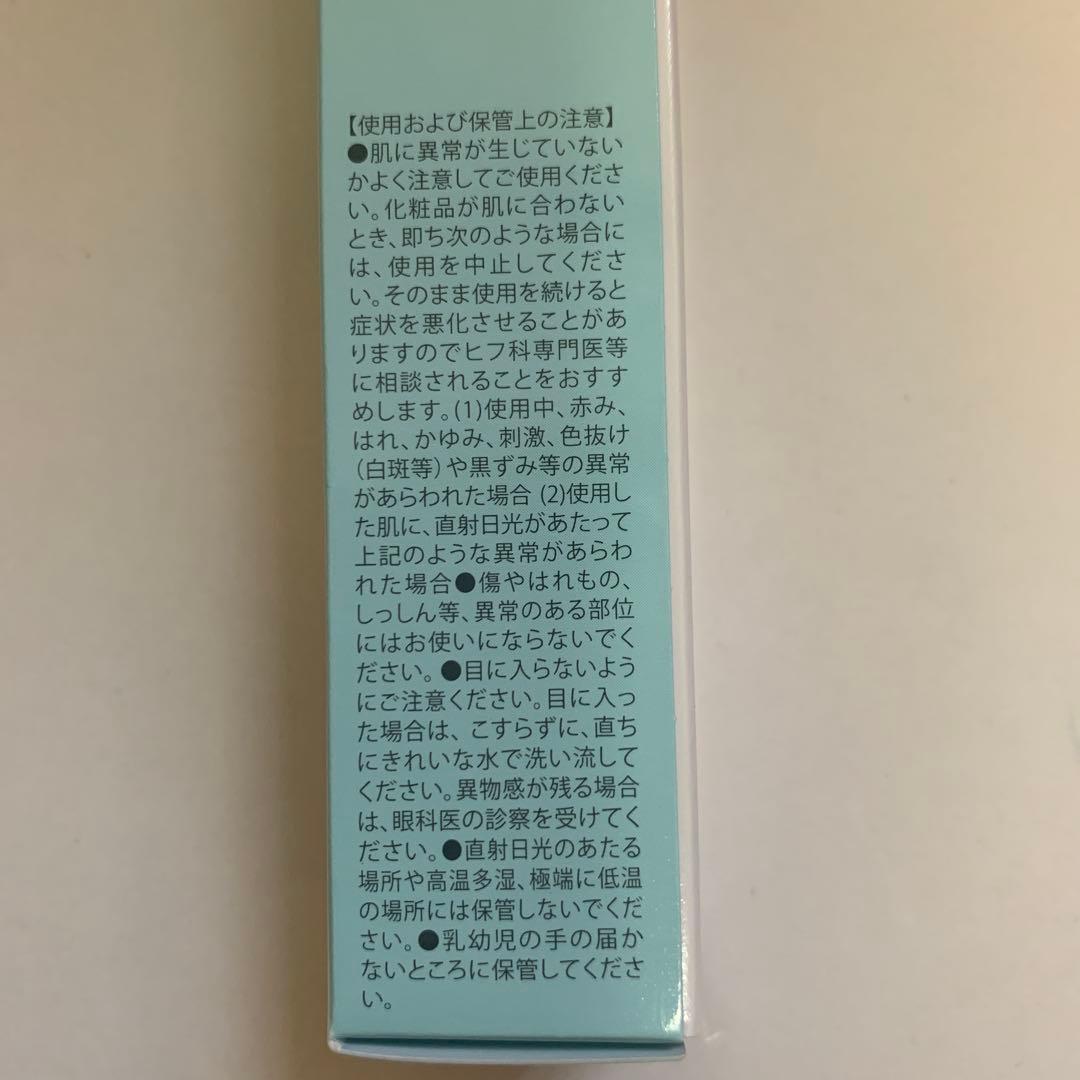 【使用および保管上の注意】
●肌に異常が生じていない
かよく注意してご使用くださ
い。化粧品が肌に合わない
とき、即ち次のような場合に
は、使用を中止してくださ
い。そのまま使用を続けると
症状を悪化させることがあ
りますのでヒフ科専門医等
に相談されることをおすす
めします。(1)使用中、赤み、
はれ、かゆみ、刺激、色抜け
(白斑等)や黒ずみ等の異常
があらわれた場合 (2)使用し
た肌に、直射日光があたって
上記のような異常があらわ
れた場合●傷やはれもの、
しっしん等、異常のある部位
にはお使いにならないでく
ださい。●目に入らないよう
にご注意ください。目に入っ
た場合は、こすらずに、直ち
にきれいな水で洗い流して
ください。異物感が残る場合
は、眼科医の診察を受けてく
ださい。●直射日光のあたる
場所や高温多湿、極端に低温
の場所には保管しないでくだ
さい。●乳幼児の手の届か
ないところに保管してくださ
い。